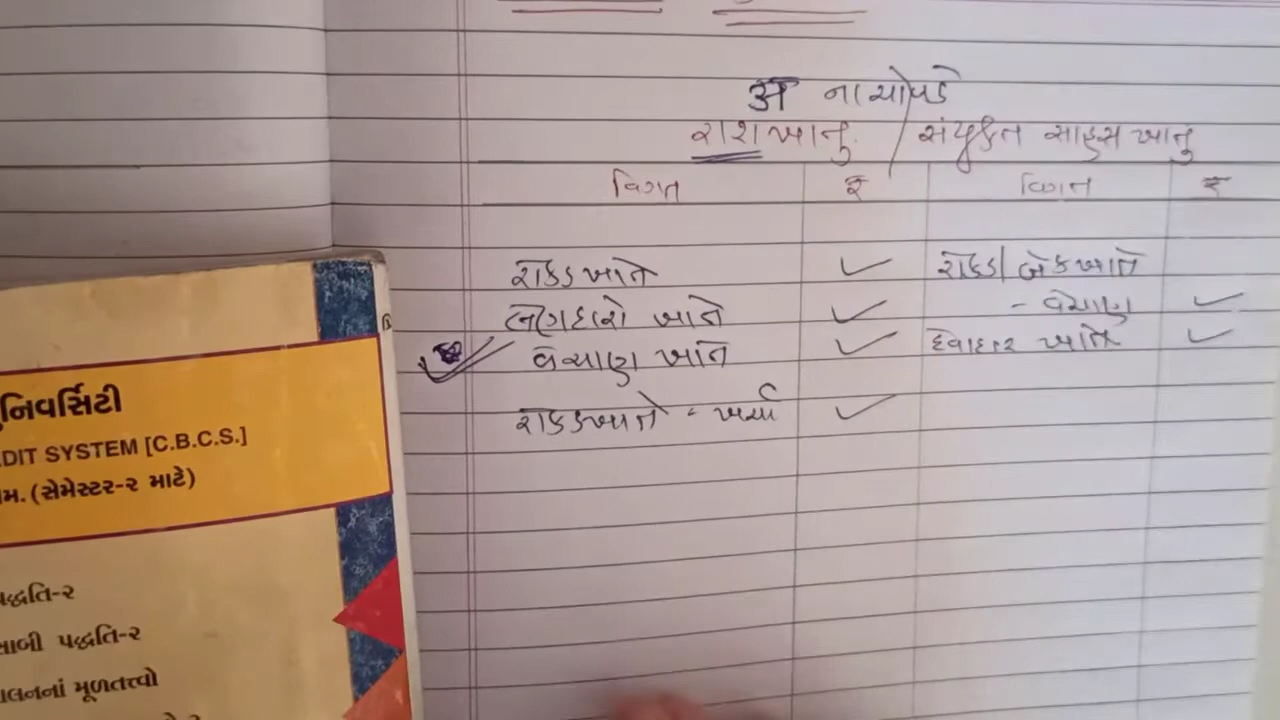 अ ના ચોપડે
રાશ ખાનુ / સંયુક્ત સાહસ ખાનુ
વિગત ₹ વિગત ₹
રોકડ ખાતે ✓ રોકડ/બેંક ખાતે
લેણદારો ખાતે ✓ - વેચાણ ✓
વેચાણ ખાતે ✓ દેવાદાર ખાતે ✓
રોકડખાતે - ખર્ચા ✓
નિવર્સિટી
DIT SYSTEM [C.B.C.S.]
મ. (સેમેસ્ટર-૨ માટે)
પદ્ધતિ-૨
સાબી પદ્ધતિ-૨
લનનાં મૂળતત્ત્વો